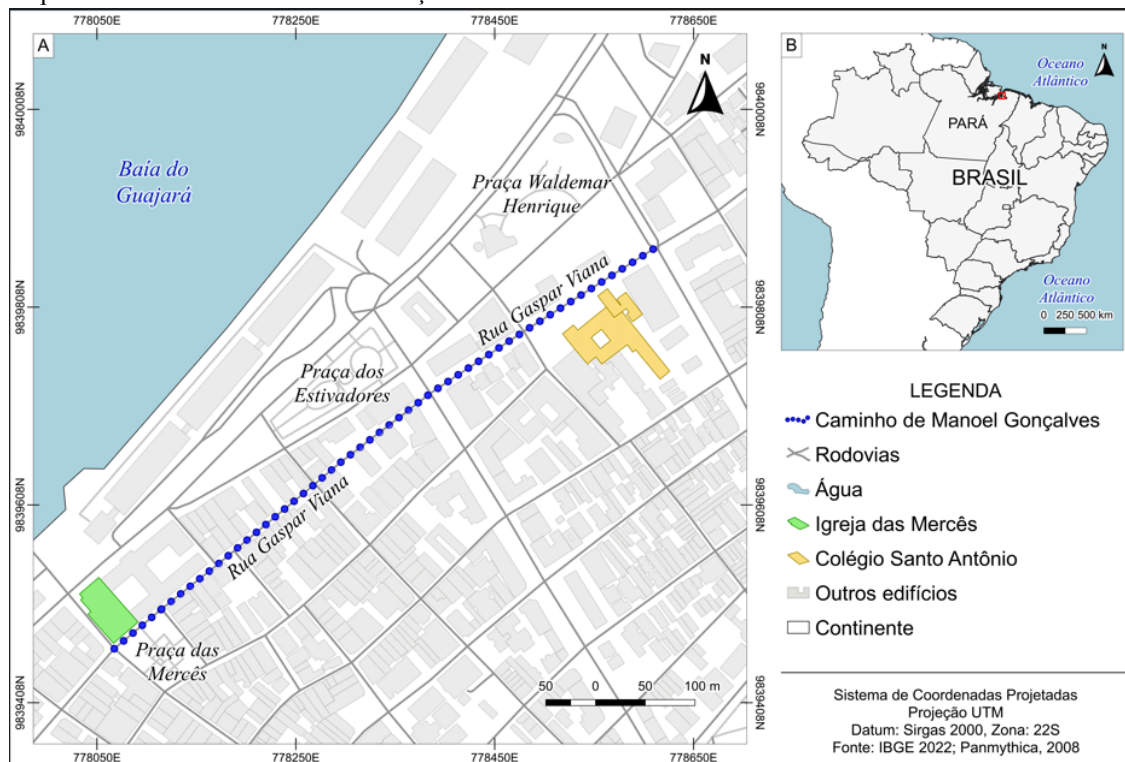 778050E
778250E
778450E
778650E
A
N
9840008N
9840008N
Baía do
Guajará
Praça Waldemar
Henrique
Rua Gaspar Viana
9839808N
9839808N
Praça dos
Estivadores
Rua Gaspar Viana
9839608N
9839608N
Praça das
Mercês
50 0 50 100 m
9839408N
9839408N
778050E
778250E
778450E
778650E
B
Oceano
Atlântico
N
PARÁ
BRASIL
Oceano
Atlântico
0 250 500 km
LEGENDA
Caminho de Manoel Gonçalves
Rodovias
Água
Igreja das Mercês
Colégio Santo Antônio
Outros edifícios
Continente
Sistema de Coordenadas Projetadas
Projeção UTM
Datum: Sirgas 2000, Zona: 22S
Fonte: IBGE 2022; Panmythica, 2008